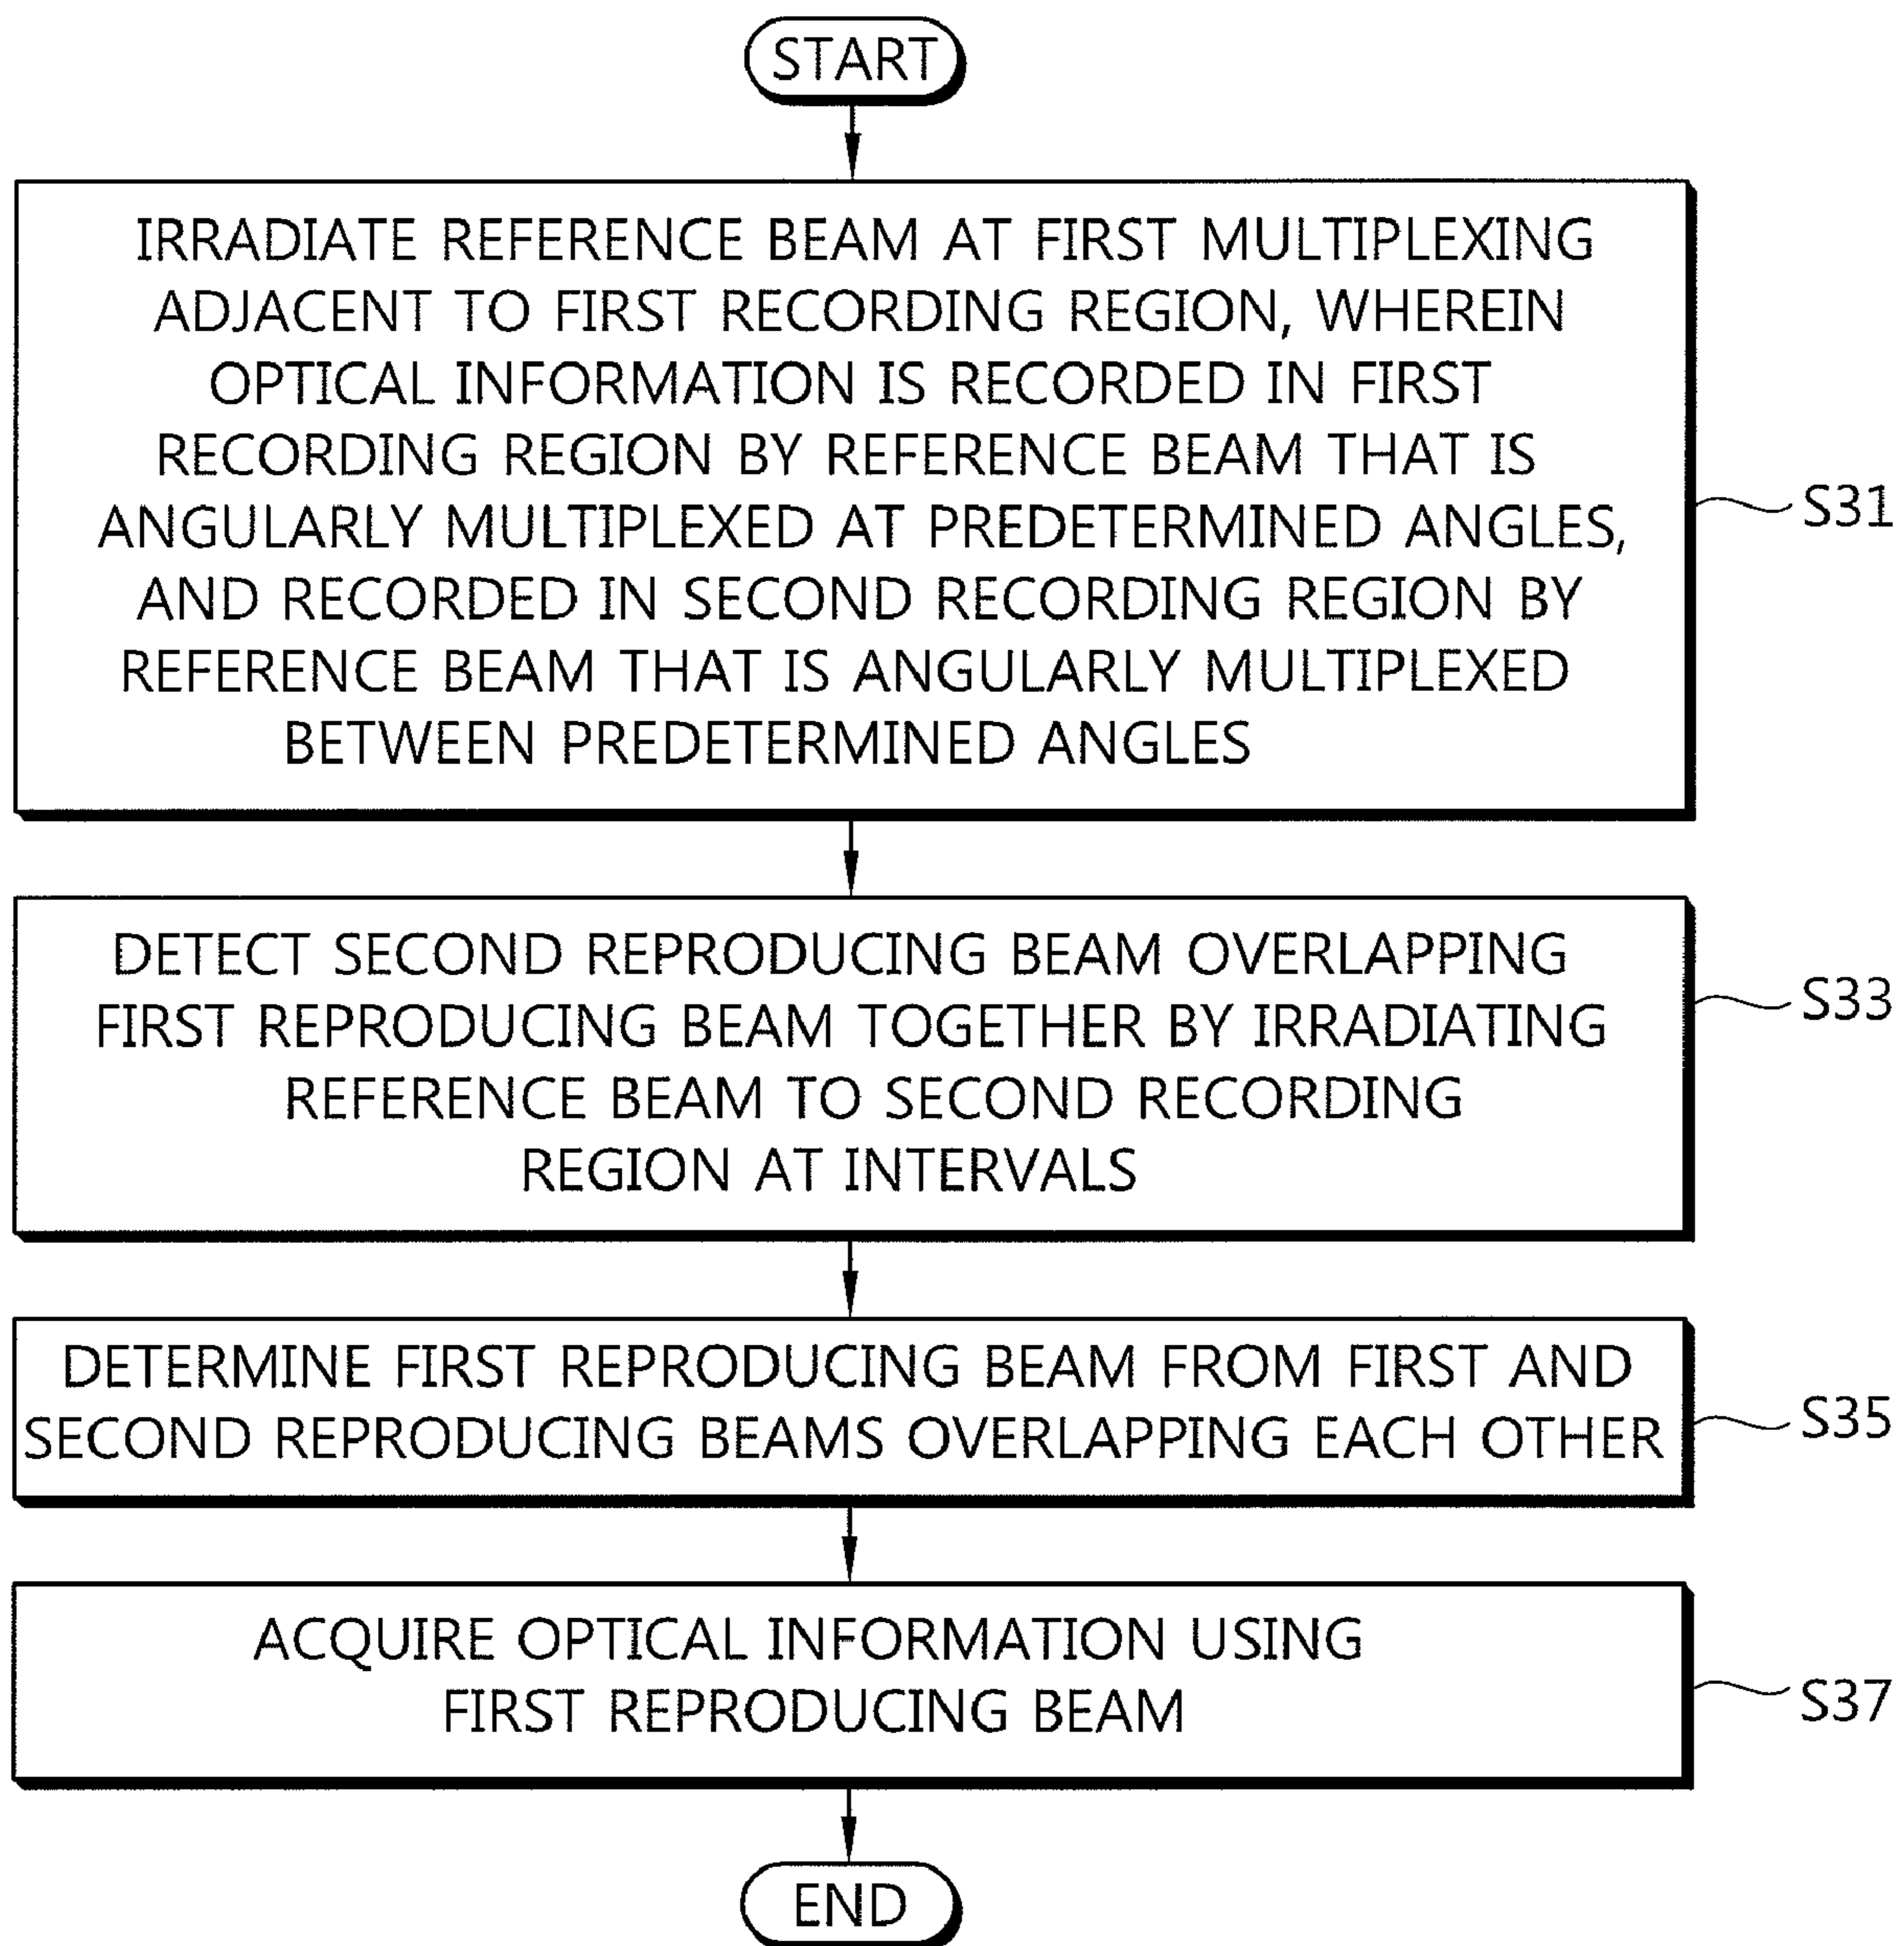 START
IRRADIATE REFERENCE BEAM AT FIRST MULTIPLEXING
ADJACENT TO FIRST RECORDING REGION, WHEREIN
OPTICAL INFORMATION IS RECORDED IN FIRST
RECORDING REGION BY REFERENCE BEAM THAT IS
ANGULARLY MULTIPLEXED AT PREDETERMINED ANGLES,
AND RECORDED IN SECOND RECORDING REGION BY
REFERENCE BEAM THAT IS ANGULARLY MULTIPLEXED
BETWEEN PREDETERMINED ANGLES
S31
DETECT SECOND REPRODUCING BEAM OVERLAPPING
FIRST REPRODUCING BEAM TOGETHER BY IRRADIATING
REFERENCE BEAM TO SECOND RECORDING
REGION AT INTERVALS
S33
DETERMINE FIRST REPRODUCING BEAM FROM FIRST AND
SECOND REPRODUCING BEAMS OVERLAPPING EACH OTHER
S35
ACQUIRE OPTICAL INFORMATION USING
FIRST REPRODUCING BEAM
S37
END